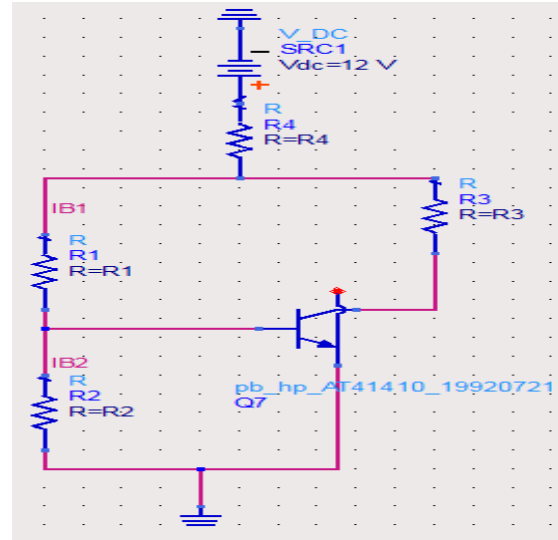 V_DC
SRC1
Vdc=12 V
R
R4
R=R4
R
R3
R=R3
IB1
R
R1
R=R1
IB2
R
R2
R=R2
pb_hp_AT41410_19920721
Q7